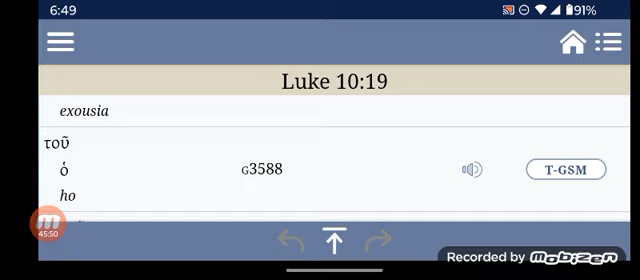 6:49
91%
Luke 10:19
exousia
τοῦ
ὁ G3588 T-GSM
ho
45:50
Recorded by Mobizen